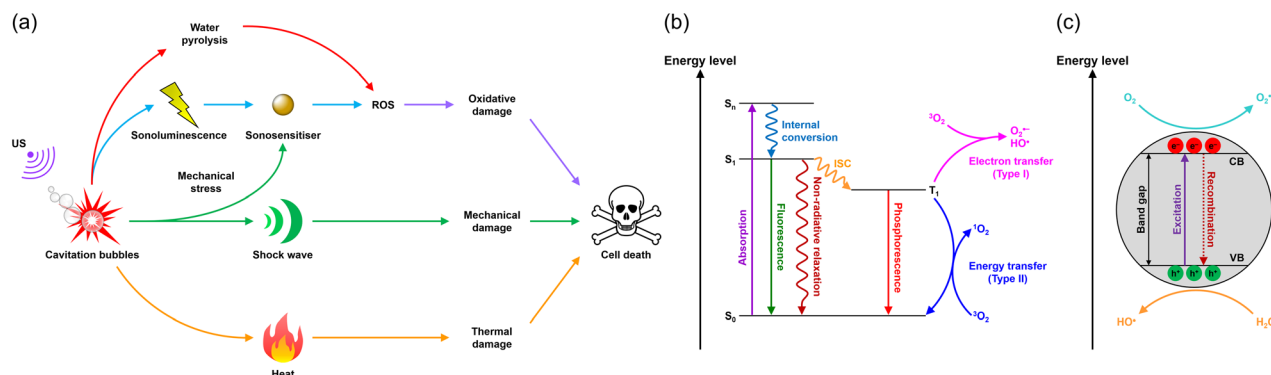 (a)
Water
pyrolysis
US
Sonoluminescence
Sonosensitiser
ROS
Oxidative
damage
Mechanical
stress
Cavitation bubbles
Shock wave
Mechanical
damage
Cell death
Heat
Thermal
damage
(b)
Energy level
Sn
Internal
conversion
S1
ISC
T1
Absorption
Fluorescence
Non-radiative relaxation
Phosphorescence
S0
³O₂
O₂•−
HO•
Electron transfer
(Type I)
¹O₂
Energy transfer
(Type II)
³O₂
(c)
Energy level
O₂
e⁻ e⁻ e⁻
CB
Band gap
Excitation
Recombination
VB
h⁺ h⁺ h⁺
HO•